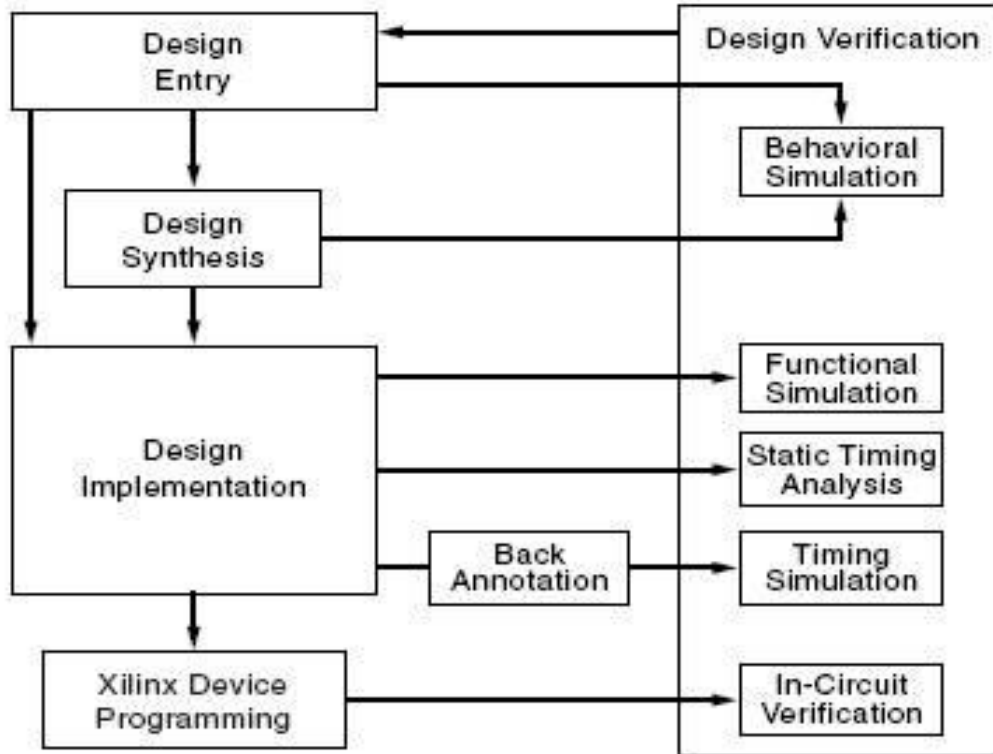 Design
Entry
Design Verification
Behavioral
Simulation
Design
Synthesis
Functional
Simulation
Design
Implementation
Static Timing
Analysis
Back
Annotation
Timing
Simulation
Xilinx Device
Programming
In-Circuit
Verification